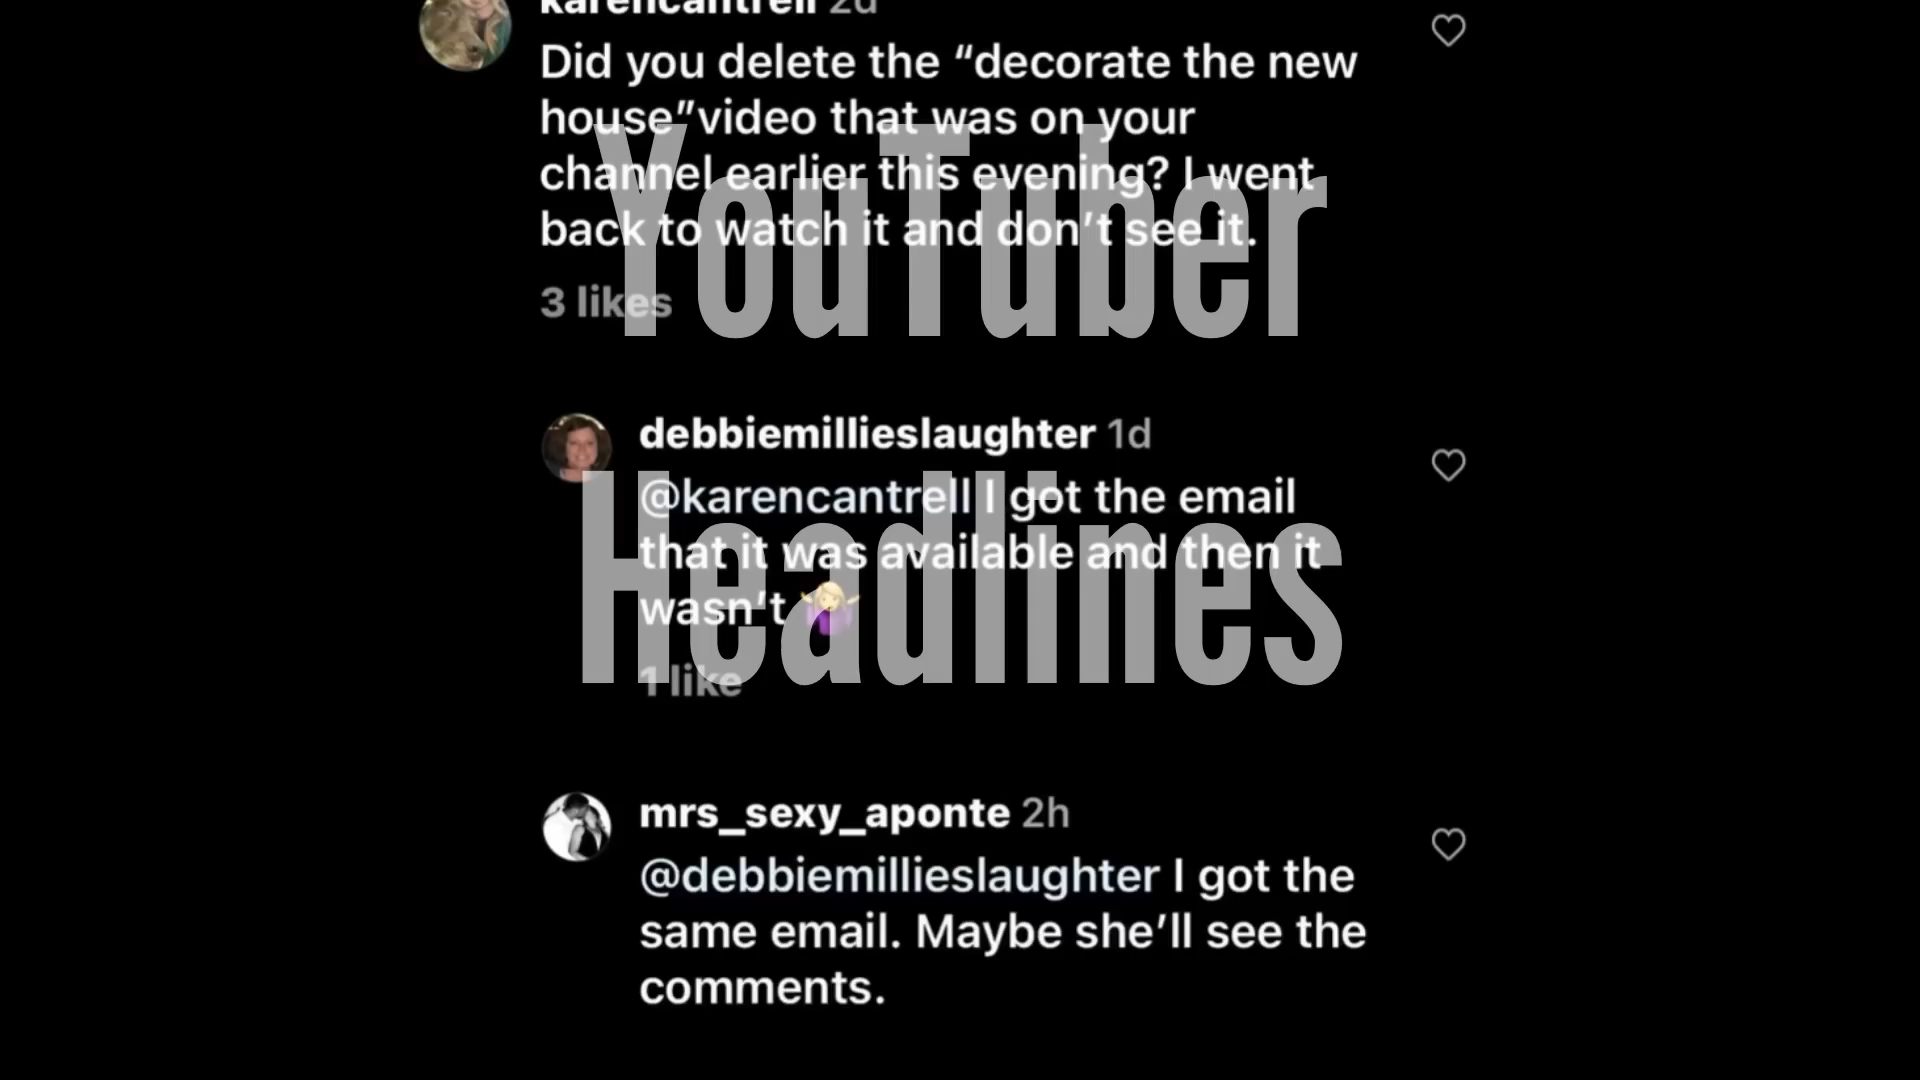 karencantrell 2d
Did you delete the “decorate the new
house”video that was on your
channel earlier this evening? I went
back to watch it and don’t see it.
3 likes
YouTuber
debbiemillieslaughter 1d
@karencantrell I got the email
that it was available and then it
wasn’t 🤷🏼‍♀️
1 like
Headlines
mrs_sexy_aponte 2h
@debbiemillieslaughter I got the
same email. Maybe she’ll see the
comments.